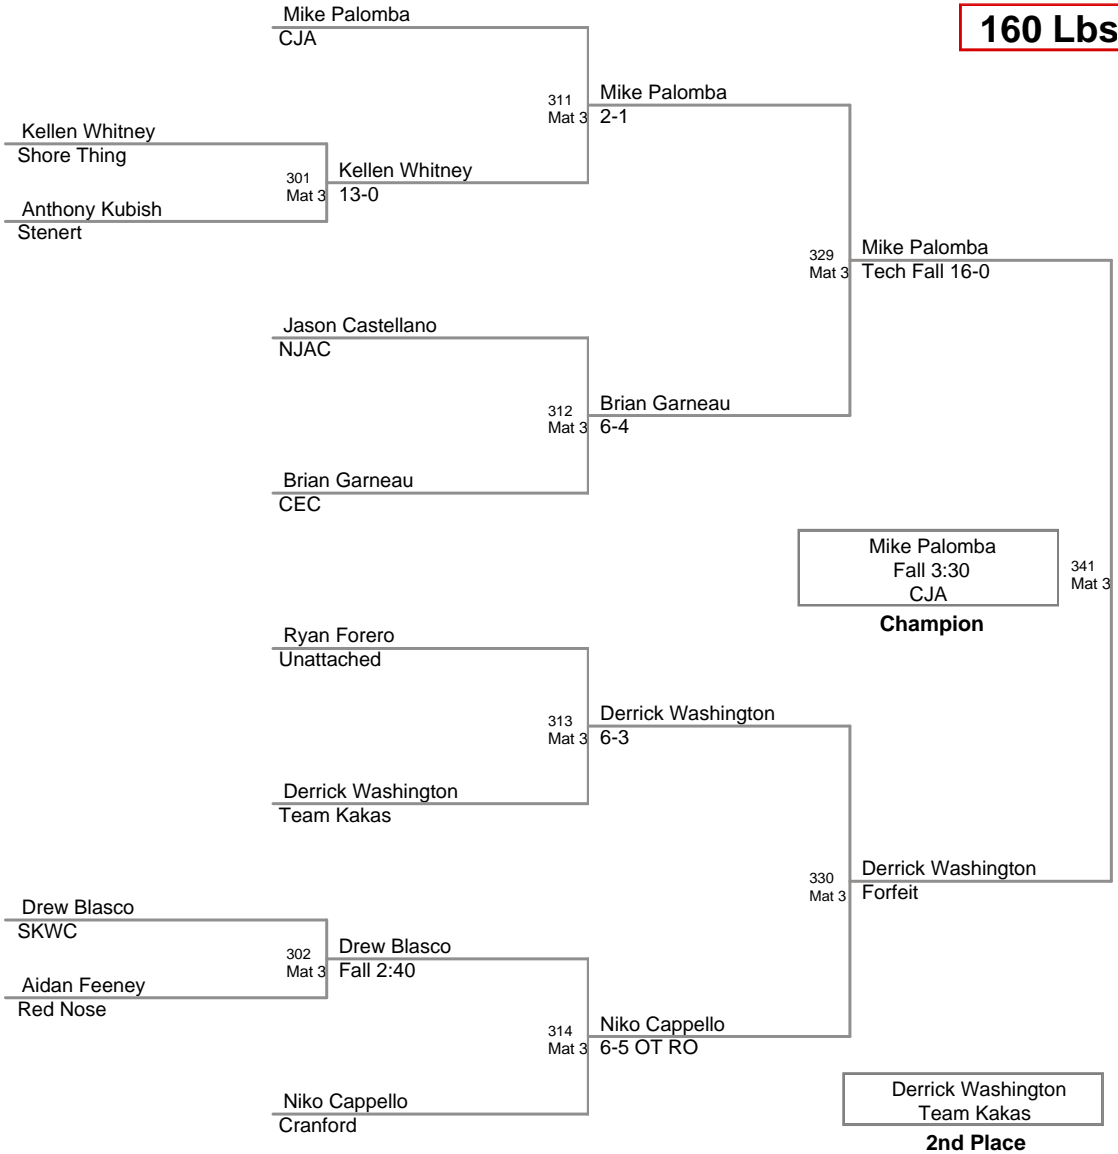 Mike Palomba
CJA
160 Lbs
311
Mat 3
Mike Palomba
2-1
Kellen Whitney
Shore Thing
301
Mat 3
Kellen Whitney
13-0
Anthony Kubish
Stenert
329
Mat 3
Mike Palomba
Tech Fall 16-0
Jason Castellano
NJAC
312
Mat 3
Brian Garneau
6-4
Brian Garneau
CEC
Mike Palomba
Fall 3:30
CJA
Champion
341
Mat 3
Ryan Forero
Unattached
313
Mat 3
Derrick Washington
6-3
Derrick Washington
Team Kakas
330
Mat 3
Derrick Washington
Forfeit
Drew Blasco
SKWC
302
Mat 3
Drew Blasco
Fall 2:40
Aidan Feeney
Red Nose
314
Mat 3
Niko Cappello
6-5 OT RO
Niko Cappello
Cranford
Derrick Washington
Team Kakas
2nd Place